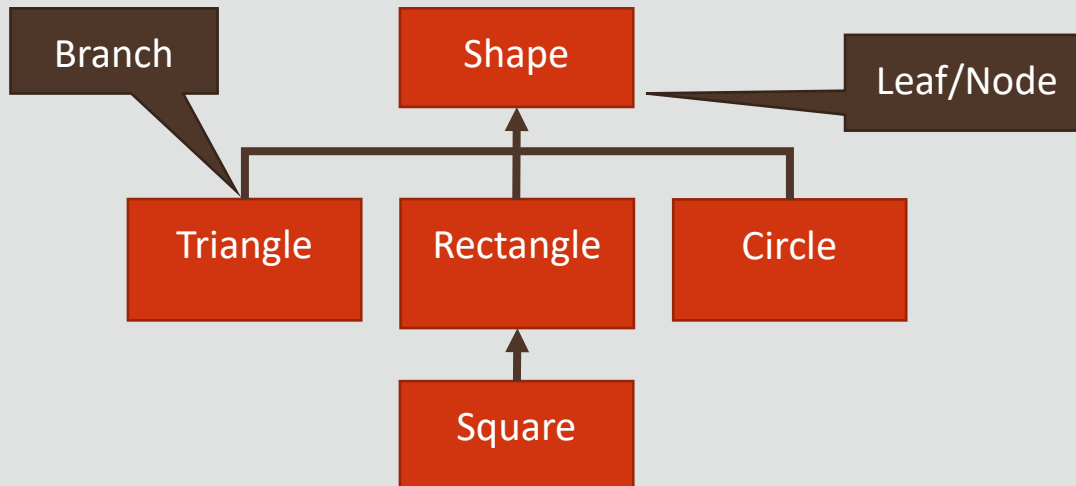 Branch
Shape
Leaf/Node
Triangle
Rectangle
Circle
Square